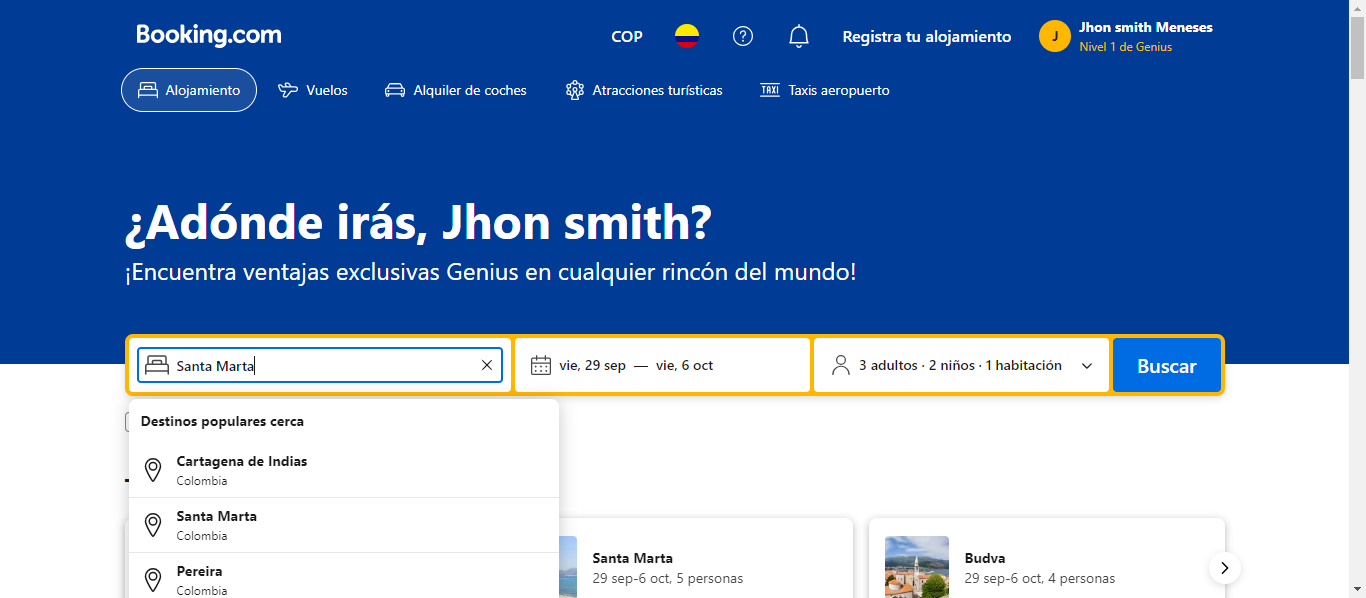 Booking.com
COP
Registra tu alojamiento
J
Jhon smith Meneses
Nivel 1 de Genius
Alojamiento
Vuelos
Alquiler de coches
Atracciones turísticas
TAXI
Taxis aeropuerto
¿Adónde irás, Jhon smith?
¡Encuentra ventajas exclusivas Genius en cualquier rincón del mundo!
Santa Marta
vie, 29 sep — vie, 6 oct
3 adultos · 2 niños · 1 habitación
Buscar
Destinos populares cerca
Cartagena de Indias
Colombia
Santa Marta
Colombia
Pereira
Colombia
Santa Marta
29 sep-6 oct, 5 personas
Budva
29 sep-6 oct, 4 personas